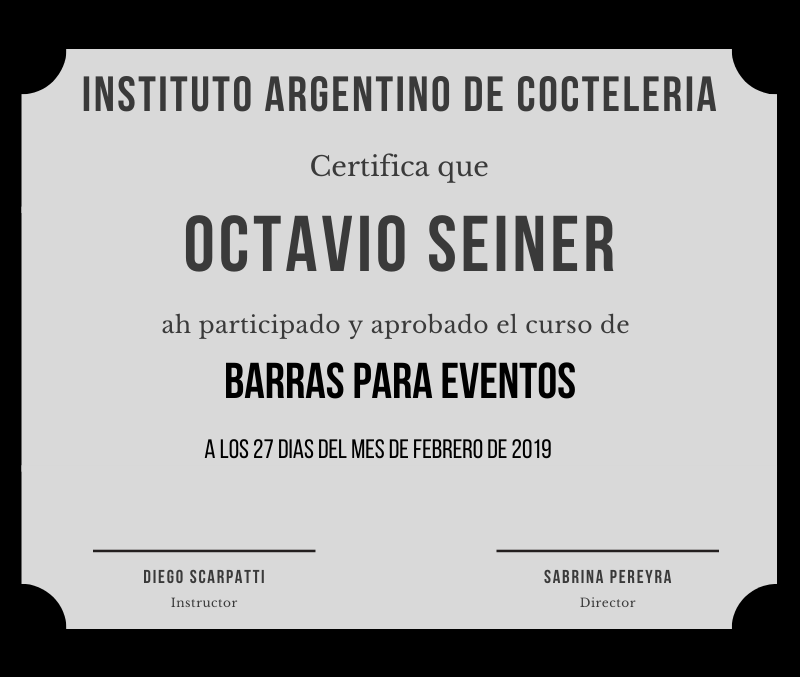 INSTITUTO ARGENTINO DE COCTELERIA
Certifica que
OCTAVIO SEINER
ah participado y aprobado el curso de
BARRAS PARA EVENTOS
A LOS 27 DIAS DEL MES DE FEBRERO DE 2019
DIEGO SCARPATTI
Instructor
SABRINA PEREYRA
Director